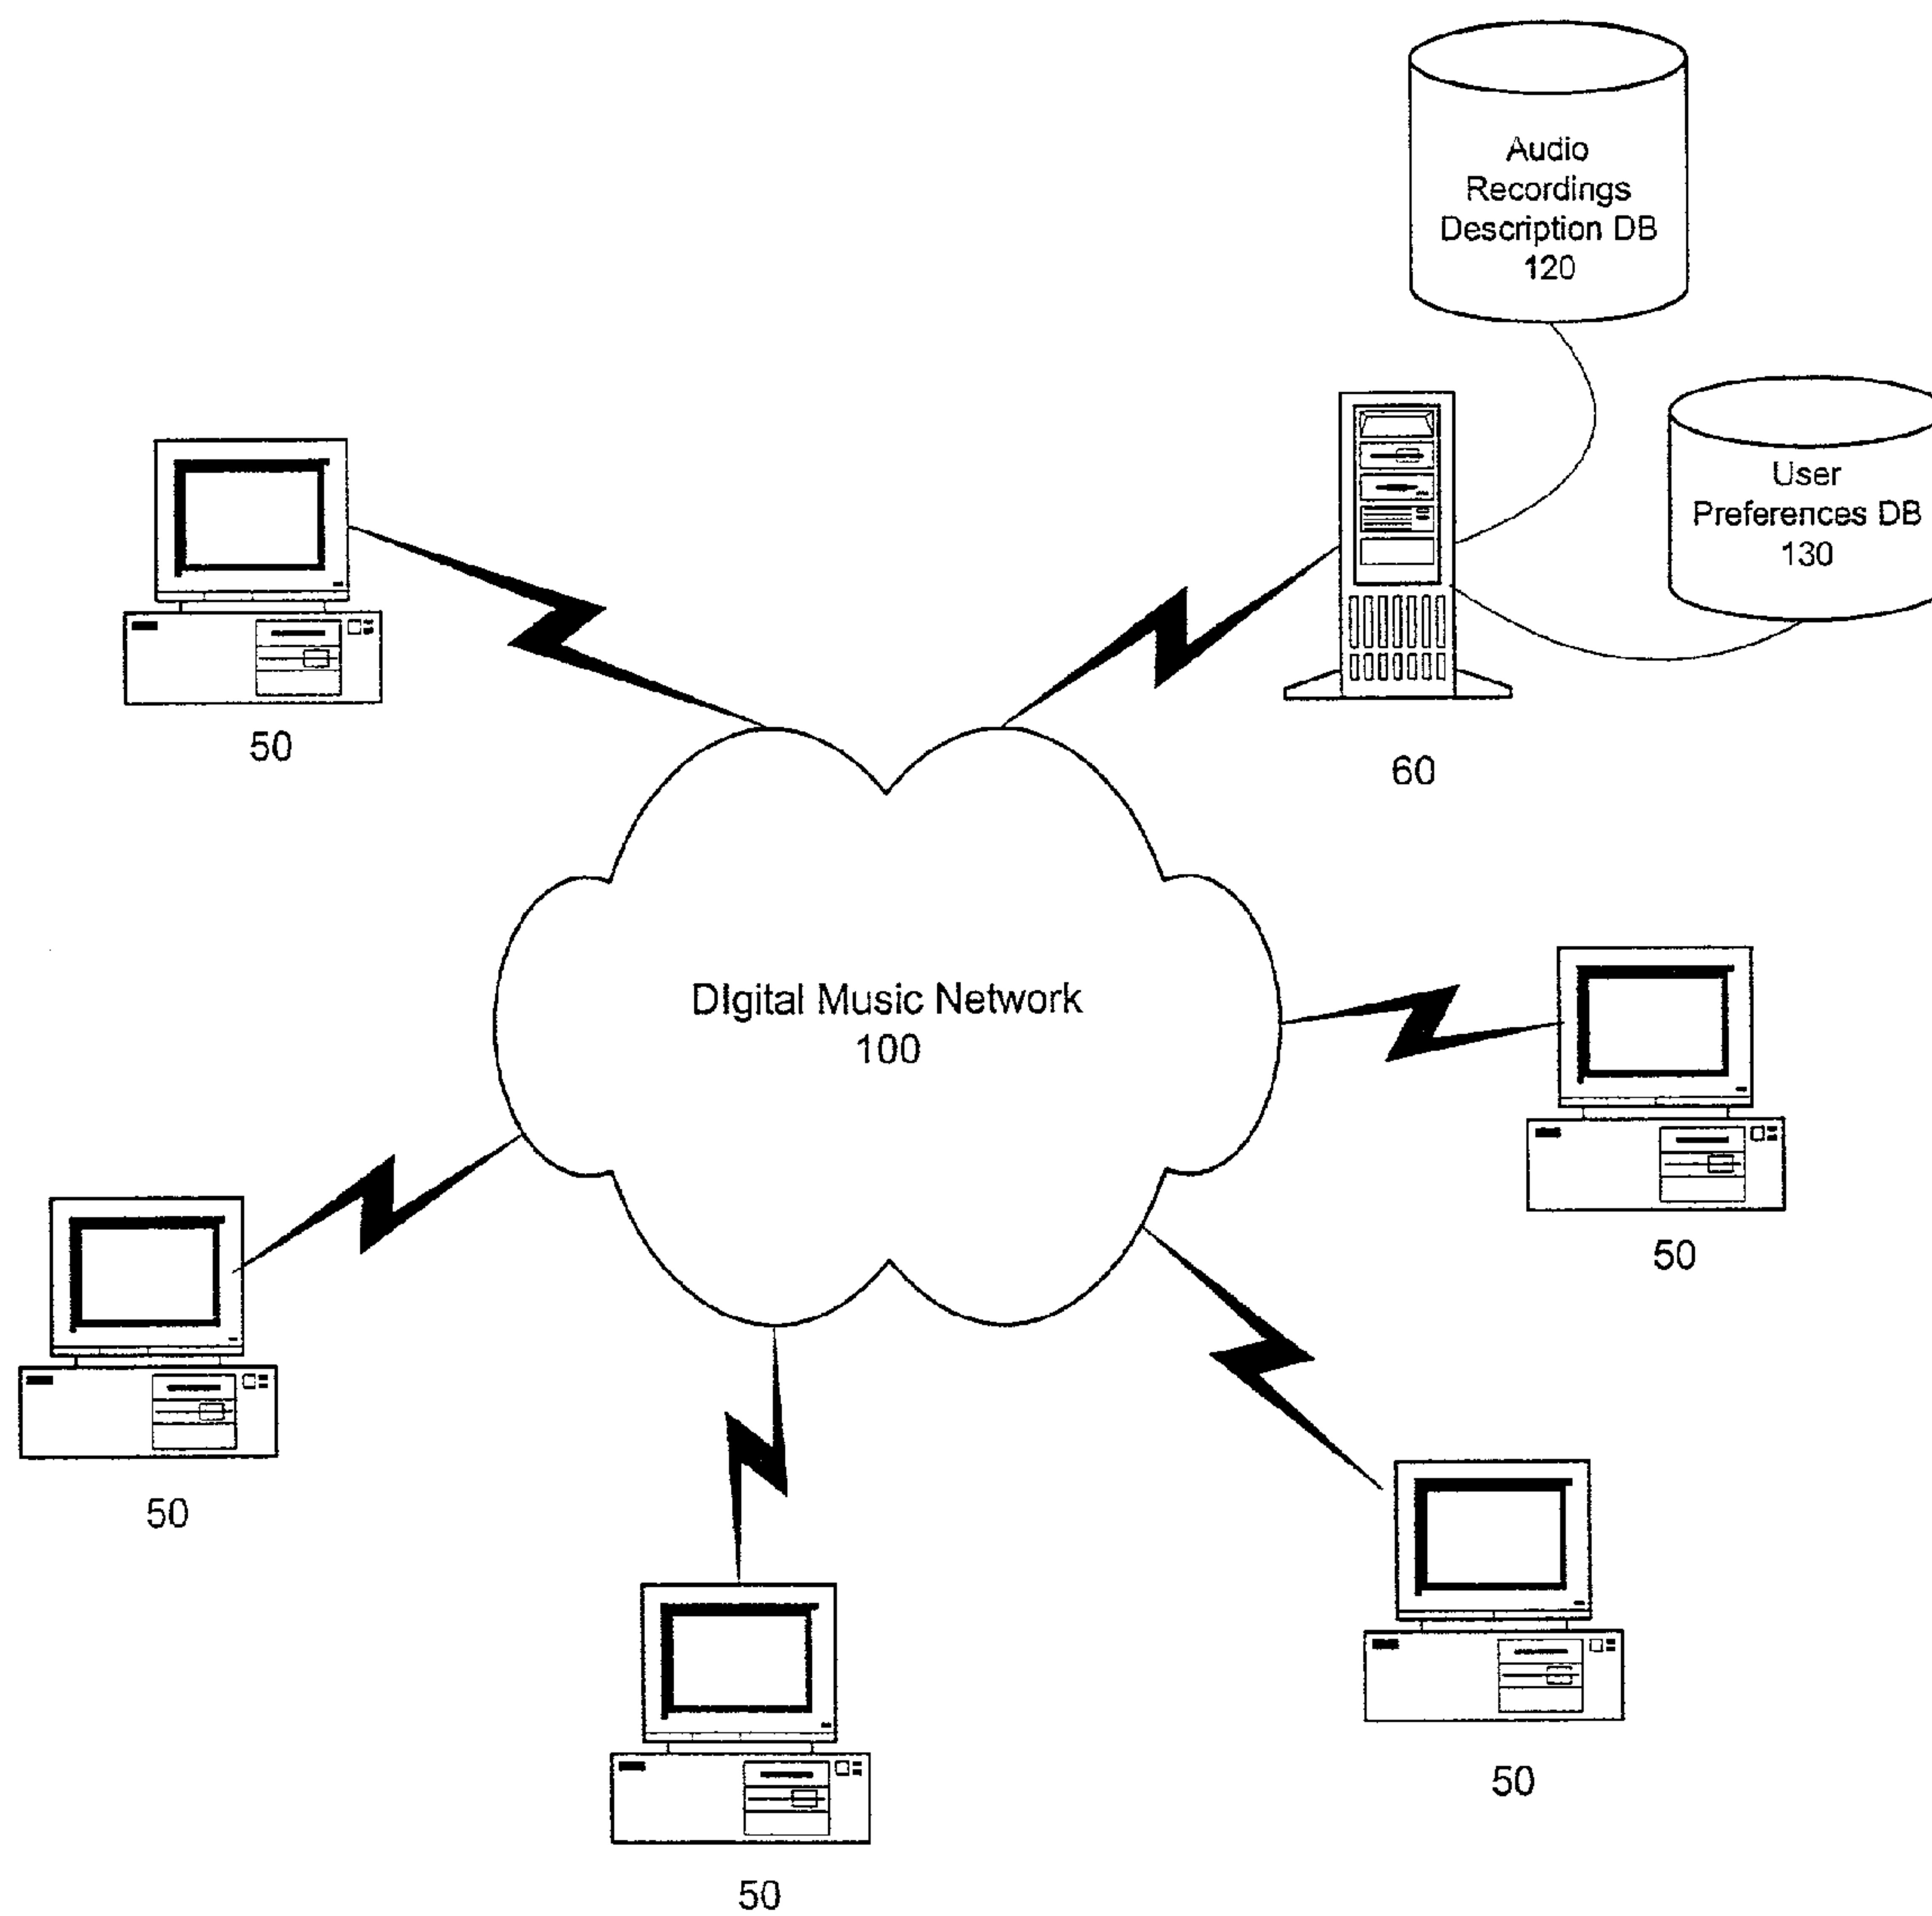 Audio
Recordings
Description DB
120
User
Preferences DB
130
50
60
DIgital Music Network
100
50
50
50
50